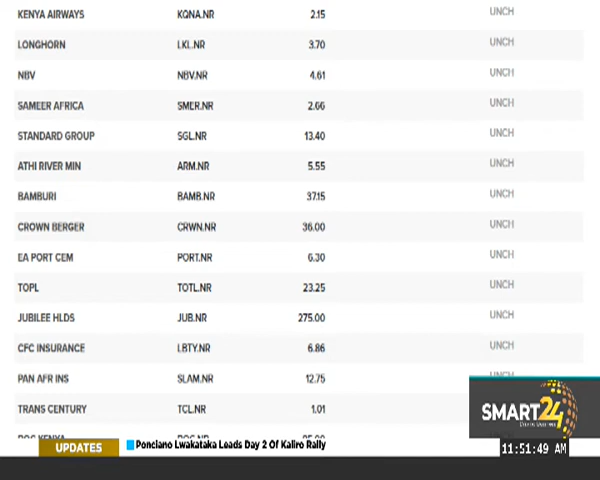 KENYA AIRWAYS KQNA.NR 2.15 UNCH
LONGHORN LKL.NR 3.70 UNCH
NBV NBV.NR 4.61 UNCH
SAMEER AFRICA SMER.NR 2.66 UNCH
STANDARD GROUP SGL.NR 13.40 UNCH
ATHI RIVER MIN ARM.NR 5.55 UNCH
BAMBURI BAMB.NR 37.15 UNCH
CROWN BERGER CRWN.NR 36.00 UNCH
EA PORT CEM PORT.NR 6.30 UNCH
TOPL TOTL.NR 23.25 UNCH
JUBILEE HLDS JUB.NR 275.00 UNCH
CFC INSURANCE LBTY.NR 6.86 UNCH
PAN AFR INS SLAM.NR 12.75 UNCH
TRANS CENTURY TCL.NR 1.01
SMART24
UPDATES Ponciano Lwakataka Leads Day 2 Of Kaliro Rally
11:51:49 AM